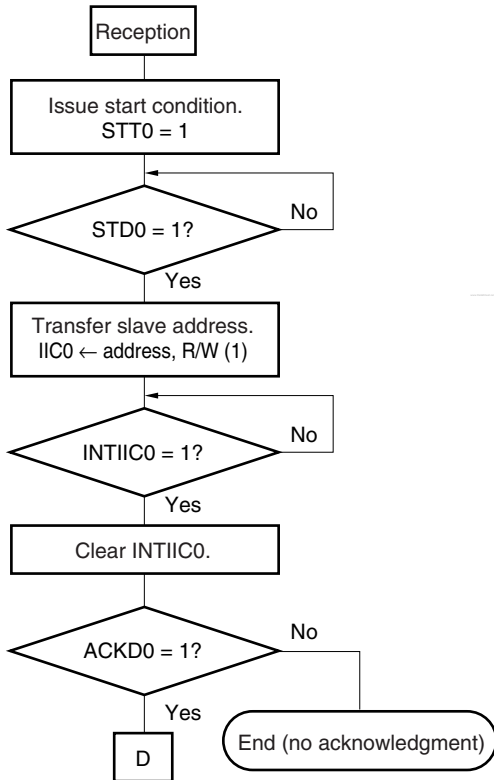 Reception
Issue start condition.
STT0 = 1
STD0 = 1?
No
Yes
Transfer slave address.
IIC0 ← address, R/W (1)
INTIIC0 = 1?
No
Yes
Clear INTIIC0.
ACKD0 = 1?
No
Yes
D
End (no acknowledgment)